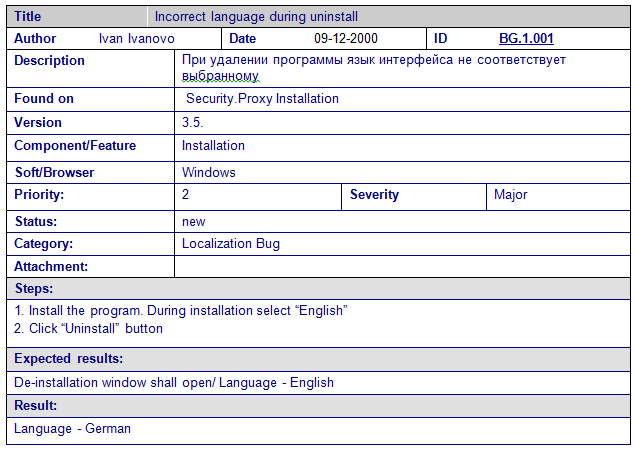 Title Incorrect language during uninstall
Author Ivan Ivanovo Date 09-12-2000 ID BG.1.001
Description При удалении программы язык интерфейса не соответствует
выбранному
Found on Security.Proxy Installation
Version 3.5.
Component/Feature Installation
Soft/Browser Windows
Priority: 2 Severity Major
Status: new
Category: Localization Bug
Attachment:
Steps:
1. Install the program. During installation select “English”
2. Click “Uninstall” button
Expected results:
De-installation window shall open/ Language - English
Result:
Language - German